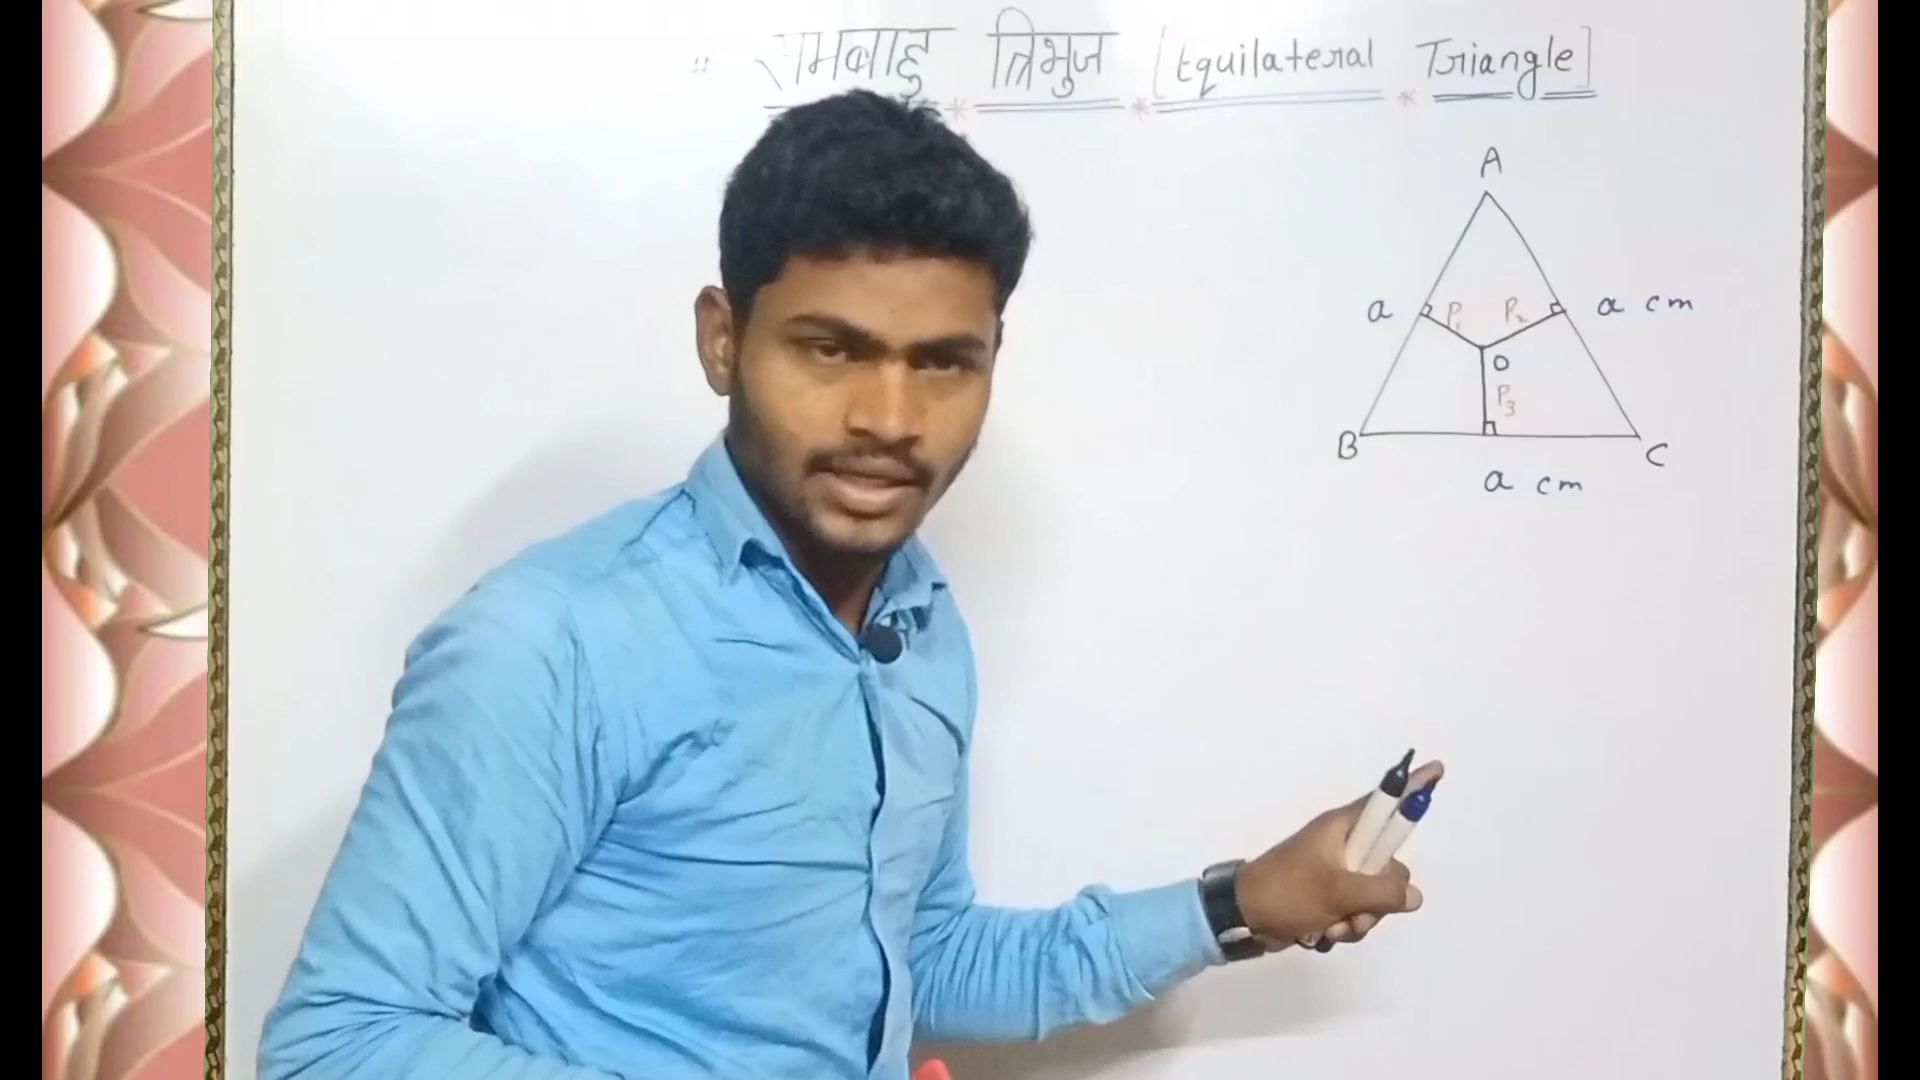 # समबाहु त्रिभुज [Equilateral Triangle]
A
a P₁ P₂ a cm
O
P₃
B C
a cm